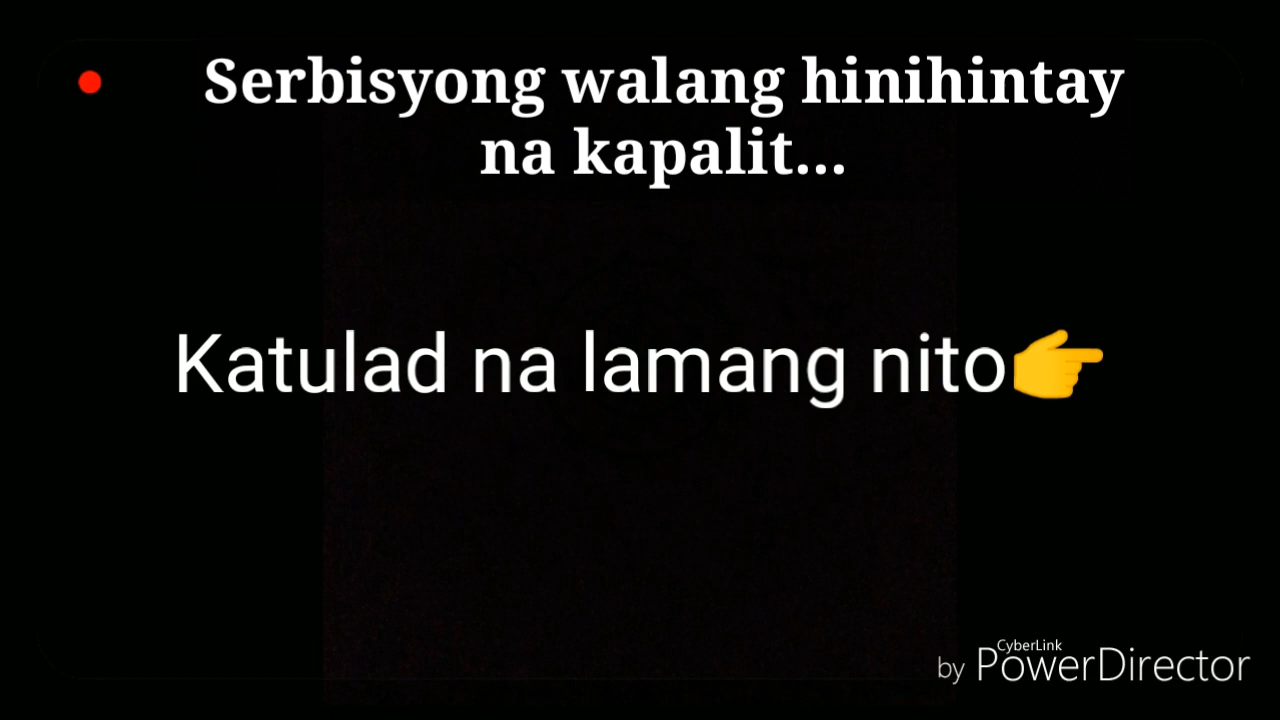 Serbisyong walang hinihintay
na kapalit...
Katulad na lamang nito👉
CyberLink
by PowerDirector